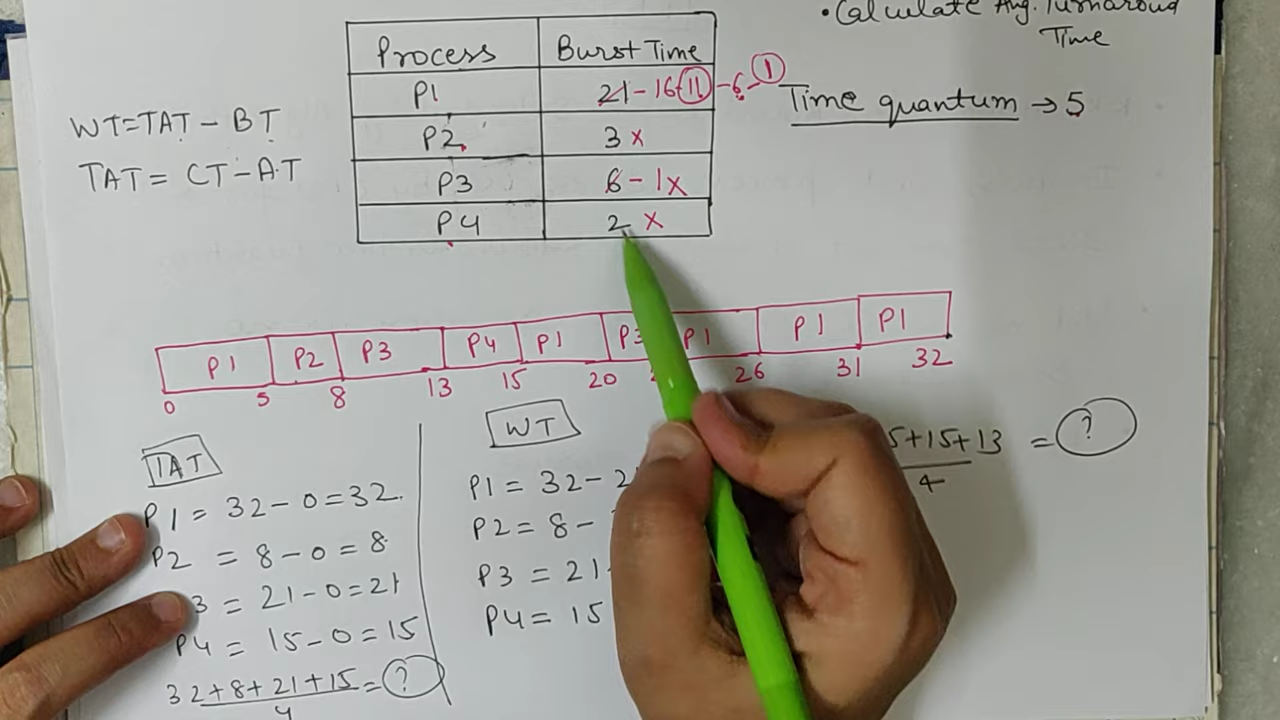 • Calculate Avg. Turnaroud
Time
Process Burst Time
P1 21 - 16 - 11 - 6 - 1
P2 3 x
P3 6 - 1 x
P4 2 x
Time quantum → 5
WT = TAT - BT
TAT = CT - A.T
P1 P2 P3 P4 P1 P3 P1 P1 P1
0 5 8 13 15 20 26 31 32
TAT
P1 = 32 - 0 = 32.
P2 = 8 - 0 = 8
3 = 21 - 0 = 21
P4 = 15 - 0 = 15
32 + 8 + 21 + 15 = ?
4
WT
P1 = 32 - 2
P2 = 8 -
P3 = 21
P4 = 15
5 + 15 + 13 = ?
4